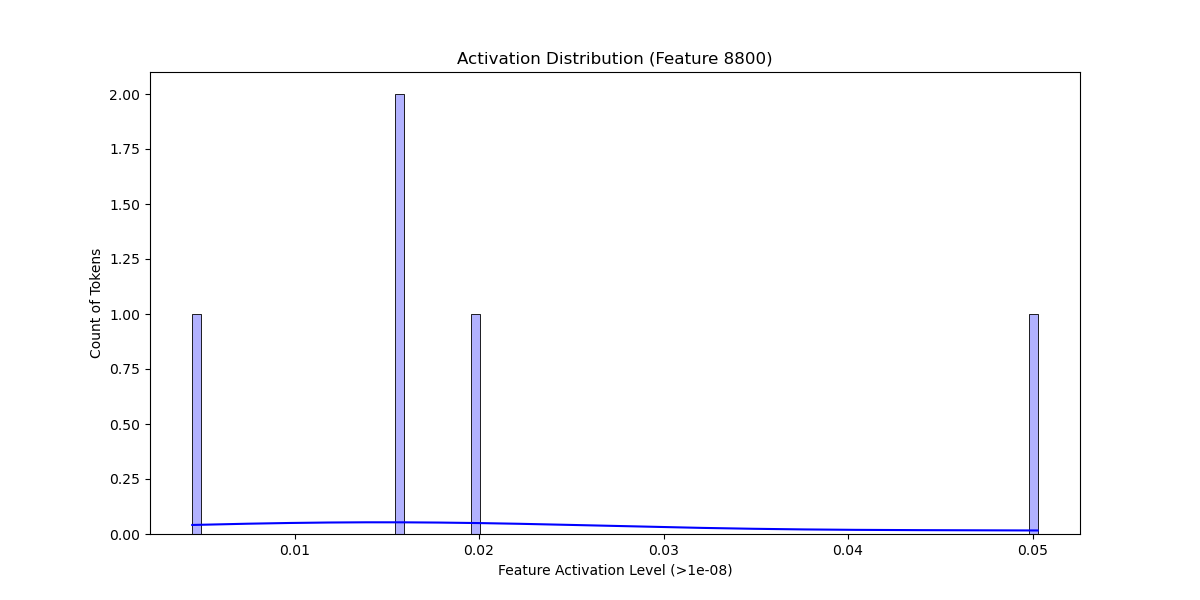 Activation Distribution (Feature 8800)
Count of Tokens
2.00
1.75
1.50
1.25
1.00
0.75
0.50
0.25
0.00
0.01 0.02 0.03 0.04 0.05
Feature Activation Level (>1e-08)